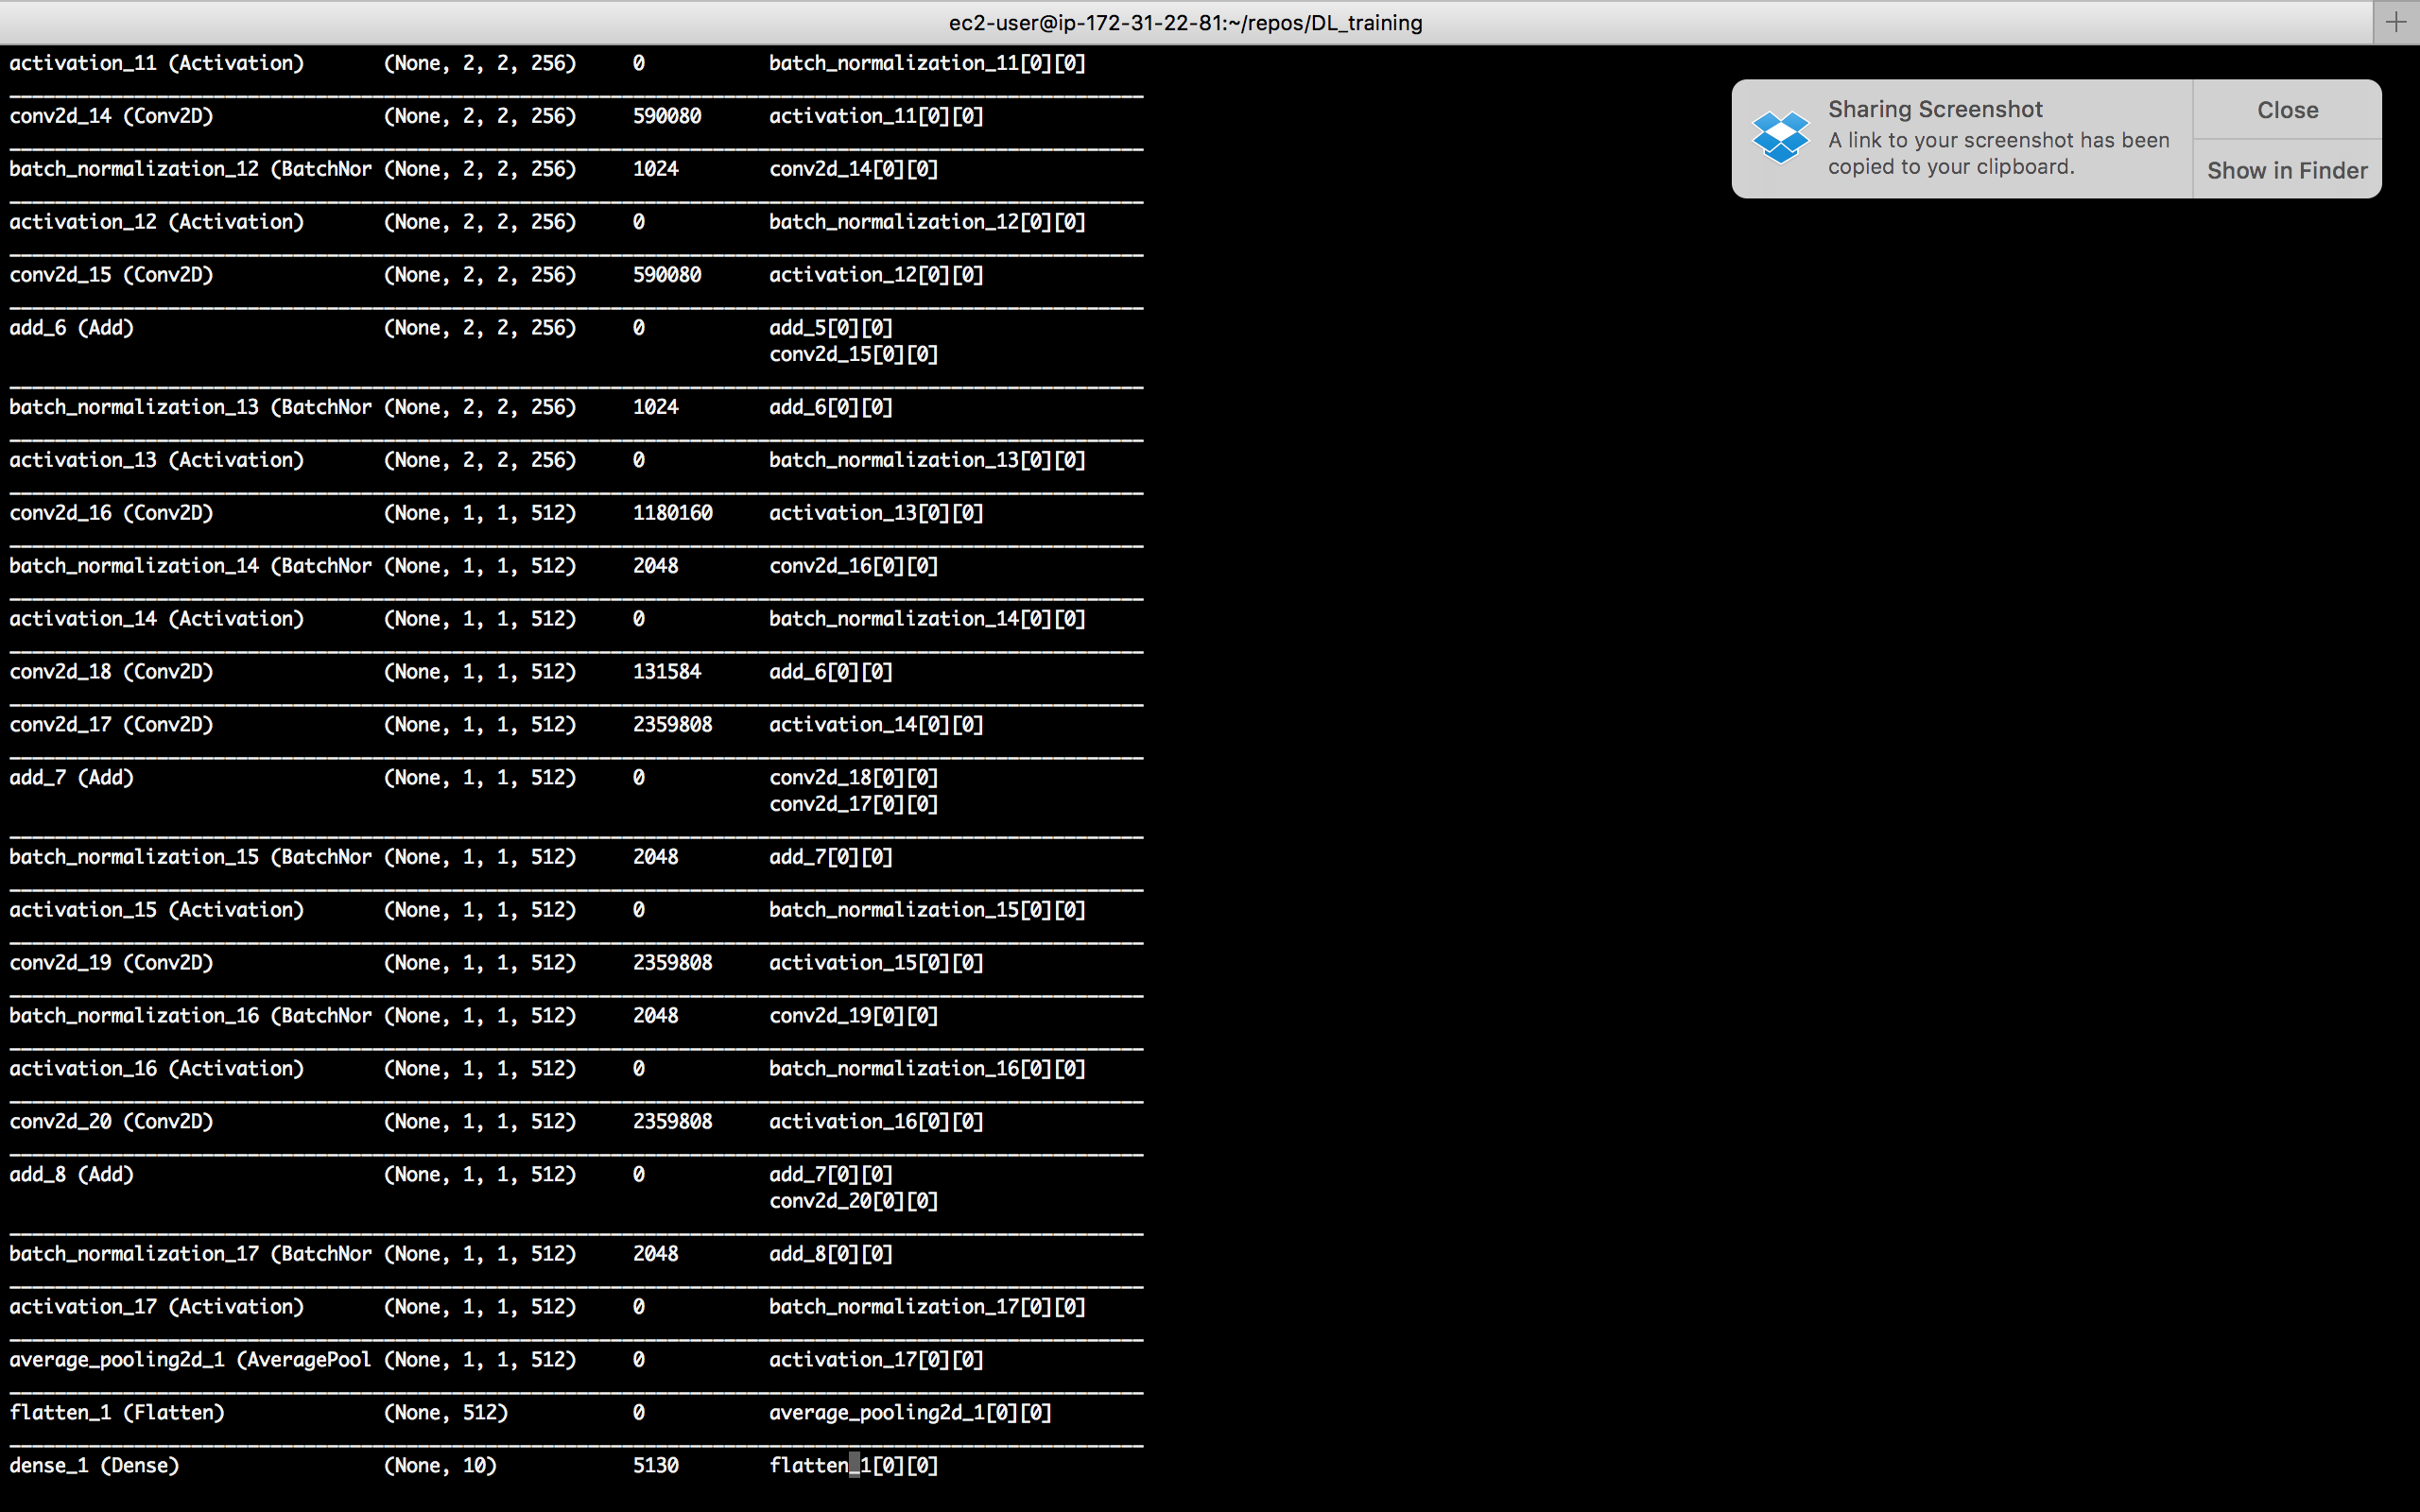 ec2-user@ip-172-31-22-81:~/repos/DL_training
+
activation_11 (Activation) (None, 2, 2, 256) 0 batch_normalization_11[0][0]
conv2d_14 (Conv2D) (None, 2, 2, 256) 590080 activation_11[0][0]
batch_normalization_12 (BatchNor (None, 2, 2, 256) 1024 conv2d_14[0][0]
activation_12 (Activation) (None, 2, 2, 256) 0 batch_normalization_12[0][0]
conv2d_15 (Conv2D) (None, 2, 2, 256) 590080 activation_12[0][0]
add_6 (Add) (None, 2, 2, 256) 0 add_5[0][0]
conv2d_15[0][0]
batch_normalization_13 (BatchNor (None, 2, 2, 256) 1024 add_6[0][0]
activation_13 (Activation) (None, 2, 2, 256) 0 batch_normalization_13[0][0]
conv2d_16 (Conv2D) (None, 1, 1, 512) 1180160 activation_13[0][0]
batch_normalization_14 (BatchNor (None, 1, 1, 512) 2048 conv2d_16[0][0]
activation_14 (Activation) (None, 1, 1, 512) 0 batch_normalization_14[0][0]
conv2d_18 (Conv2D) (None, 1, 1, 512) 131584 add_6[0][0]
conv2d_17 (Conv2D) (None, 1, 1, 512) 2359808 activation_14[0][0]
add_7 (Add) (None, 1, 1, 512) 0 conv2d_18[0][0]
conv2d_17[0][0]
batch_normalization_15 (BatchNor (None, 1, 1, 512) 2048 add_7[0][0]
activation_15 (Activation) (None, 1, 1, 512) 0 batch_normalization_15[0][0]
conv2d_19 (Conv2D) (None, 1, 1, 512) 2359808 activation_15[0][0]
batch_normalization_16 (BatchNor (None, 1, 1, 512) 2048 conv2d_19[0][0]
activation_16 (Activation) (None, 1, 1, 512) 0 batch_normalization_16[0][0]
conv2d_20 (Conv2D) (None, 1, 1, 512) 2359808 activation_16[0][0]
add_8 (Add) (None, 1, 1, 512) 0 add_7[0][0]
conv2d_20[0][0]
batch_normalization_17 (BatchNor (None, 1, 1, 512) 2048 add_8[0][0]
activation_17 (Activation) (None, 1, 1, 512) 0 batch_normalization_17[0][0]
average_pooling2d_1 (AveragePool (None, 1, 1, 512) 0 activation_17[0][0]
flatten_1 (Flatten) (None, 512) 0 average_pooling2d_1[0][0]
dense_1 (Dense) (None, 10) 5130 flatten_1[0][0]
Sharing Screenshot
A link to your screenshot has been
copied to your clipboard.
Close
Show in Finder